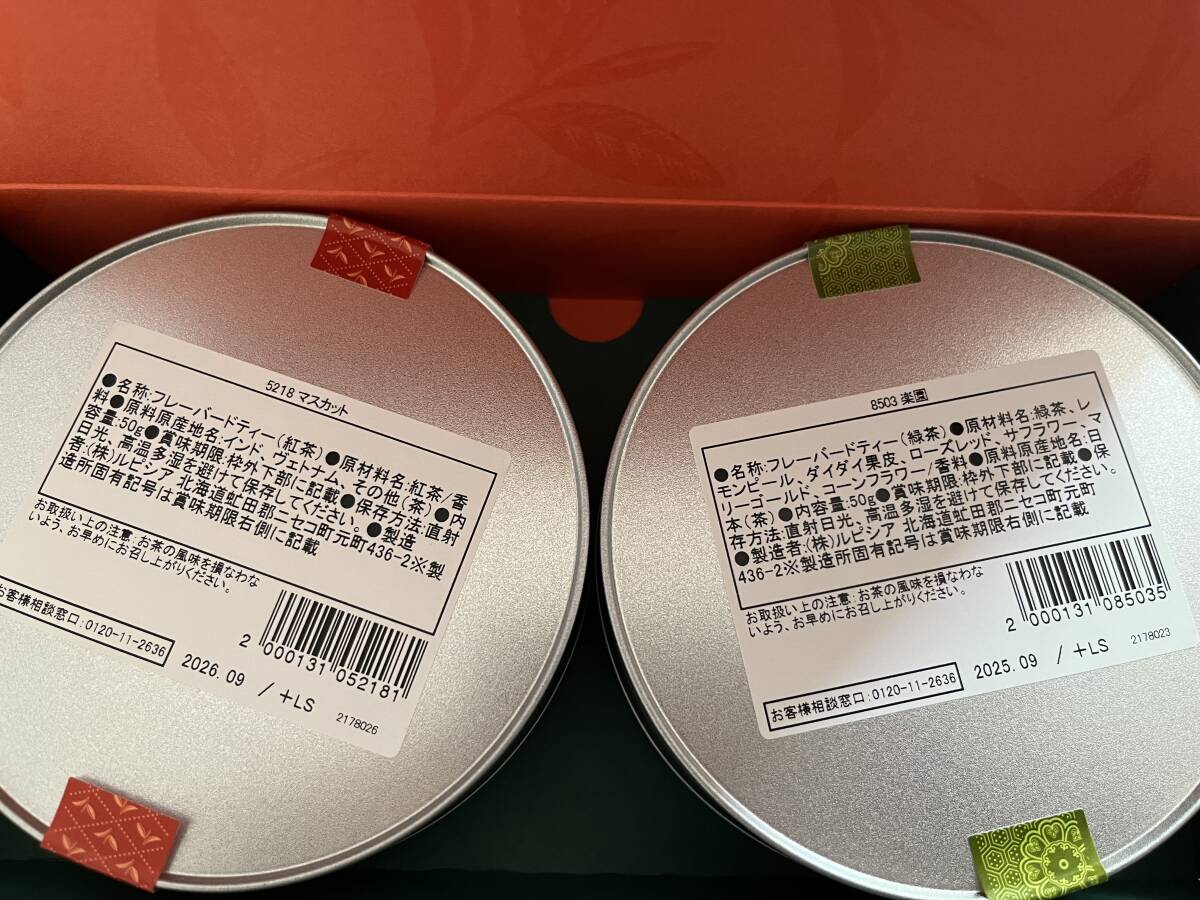 5218 マスカット
●名称:フレーバードティー(紅茶)●原材料名:紅茶/香
料●原料原産地名:インド、ヴェトナム、その他(茶)●内
容量:50g●賞味期限:枠外下部に記載●保存方法:直射
日光、高温多湿を避けて保存してください。●製造
者:(株)ルピシア 北海道虻田郡ニセコ町元町436-2※製
造所固有記号は賞味期限右側に記載
お取扱い上の注意:お茶の風味を損なわな
いよう、お早めにお召し上がりください。
お客様相談窓口:0120-11-2636
2 000131 052181
2026.09 / +LS
2178026
8503 楽園
●名称:フレーバードティー(緑茶)●原材料名:緑茶、レ
モンピール、ダイダイ果皮、ローズレッド、サフラワー、マ
リーゴールド、コーンフラワー/香料●原料原産地名:日
本(茶)●内容量:50g●賞味期限:枠外下部に記載●保
存方法:直射日光、高温多湿を避けて保存してください。
●製造者:(株)ルピシア 北海道虻田郡ニセコ町元町
436-2※製造所固有記号は賞味期限右側に記載
お取扱い上の注意:お茶の風味を損なわな
いよう、お早めにお召し上がりください。
2 000131 085035
お客様相談窓口:0120-11-2636
2025.09 / +LS
2178023